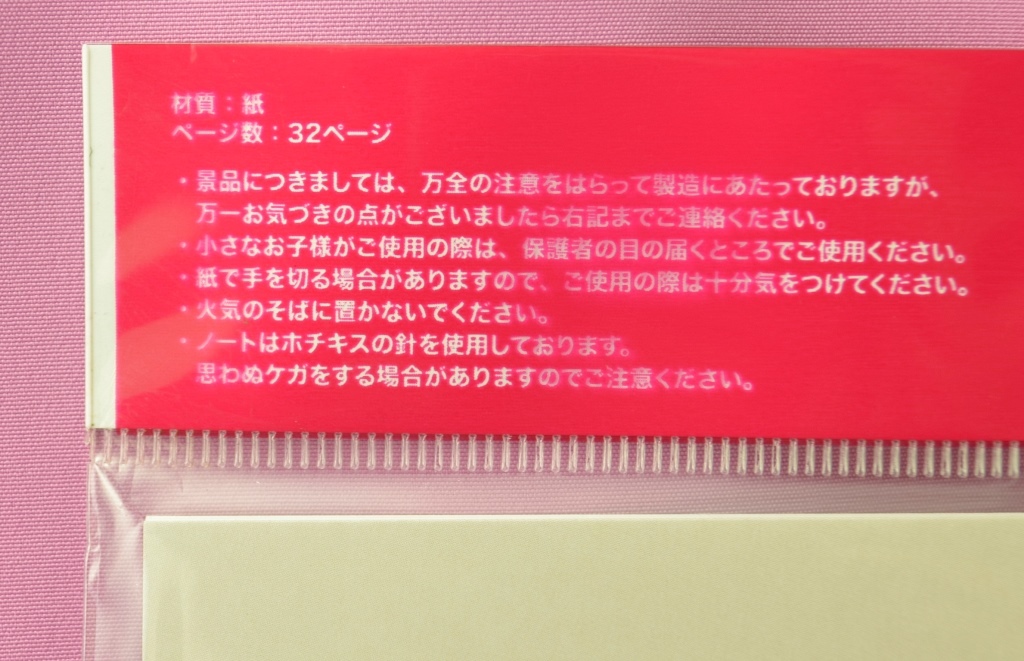 材質：紙
ページ数：32ページ
・景品につきましては、万全の注意をはらって製造にあたっておりますが、
万一お気づきの点がございましたら右記までご連絡ください。
・小さなお子様がご使用の際は、保護者の目の届くところでご使用ください。
・紙で手を切る場合がありますので、ご使用の際は十分気をつけてください。
・火気のそばに置かないでください。
・ノートはホチキスの針を使用しております。
思わぬケガをする場合がありますのでご注意ください。